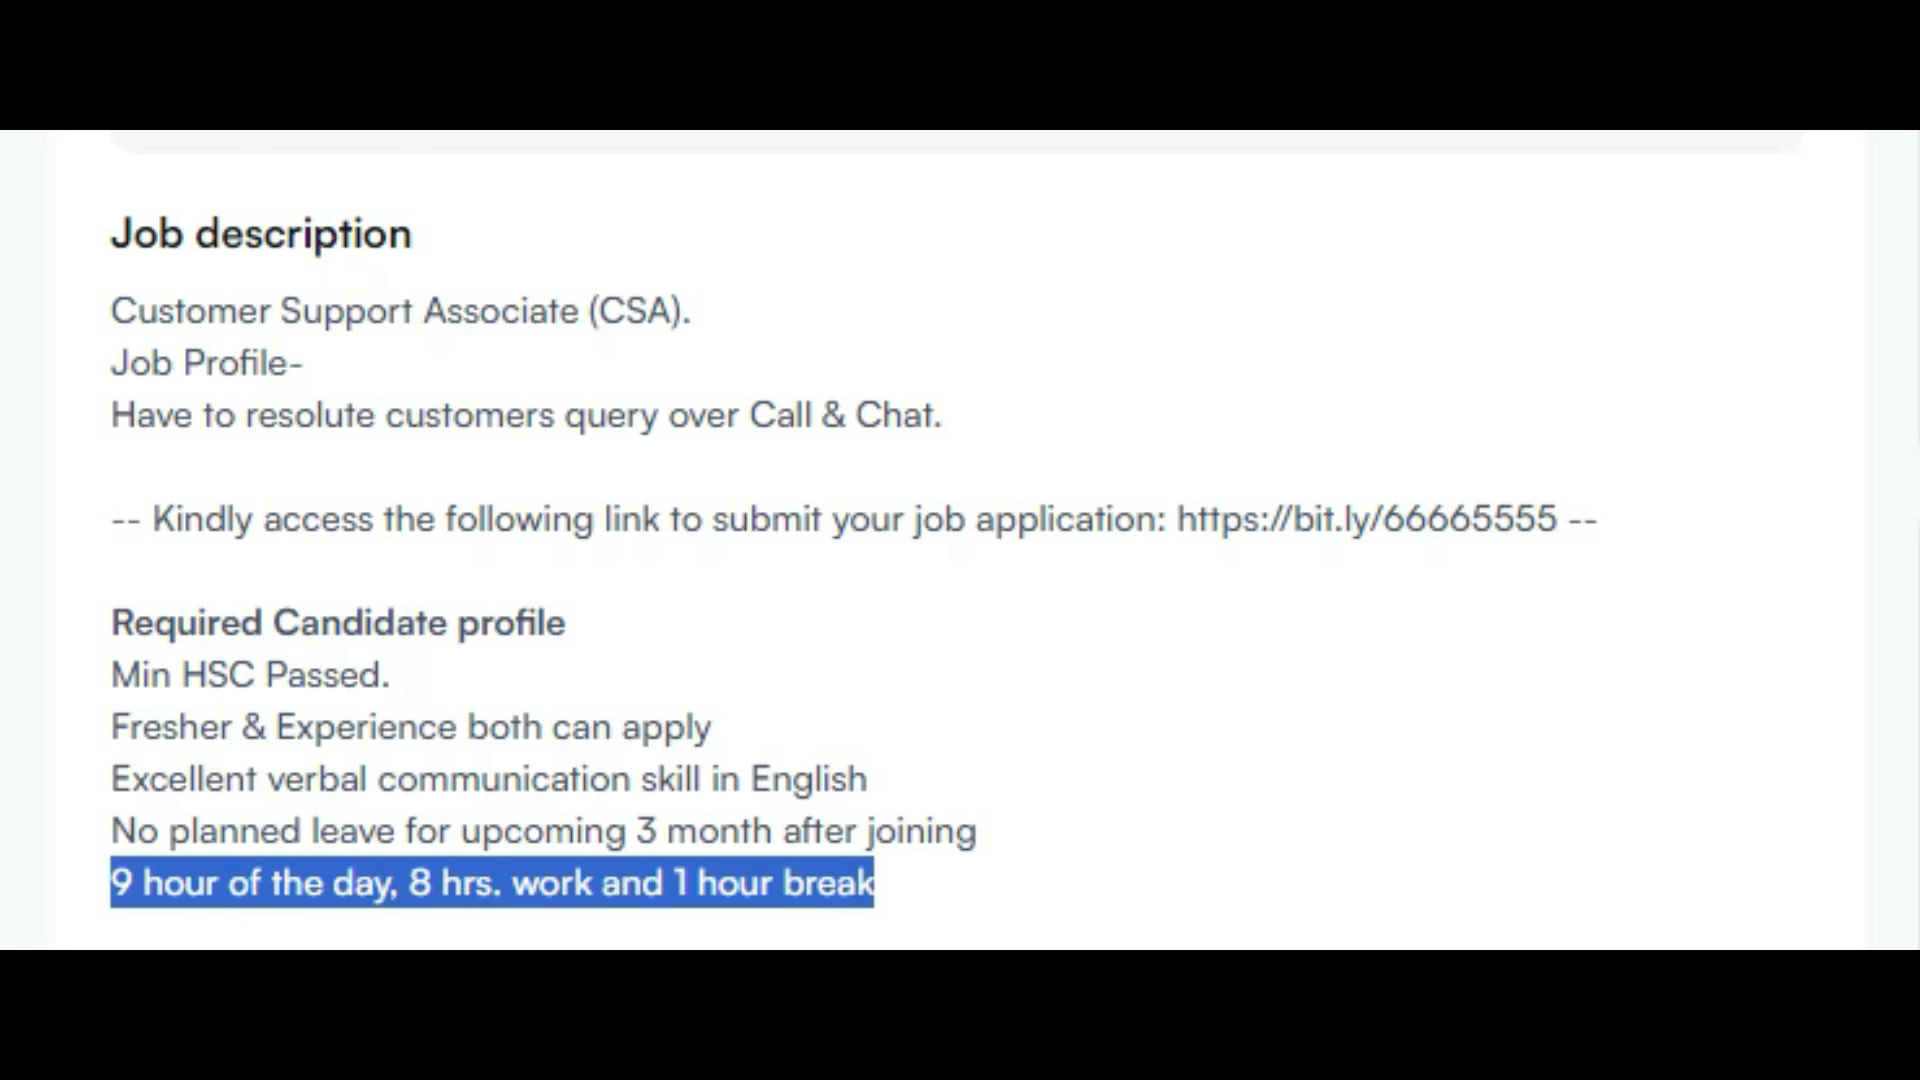 Job description
Customer Support Associate (CSA).
Job Profile-
Have to resolute customers query over Call & Chat.
-- Kindly access the following link to submit your job application: https://bit.ly/66665555 --
Required Candidate profile
Min HSC Passed.
Fresher & Experience both can apply
Excellent verbal communication skill in English
No planned leave for upcoming 3 month after joining
9 hour of the day, 8 hrs. work and 1 hour break